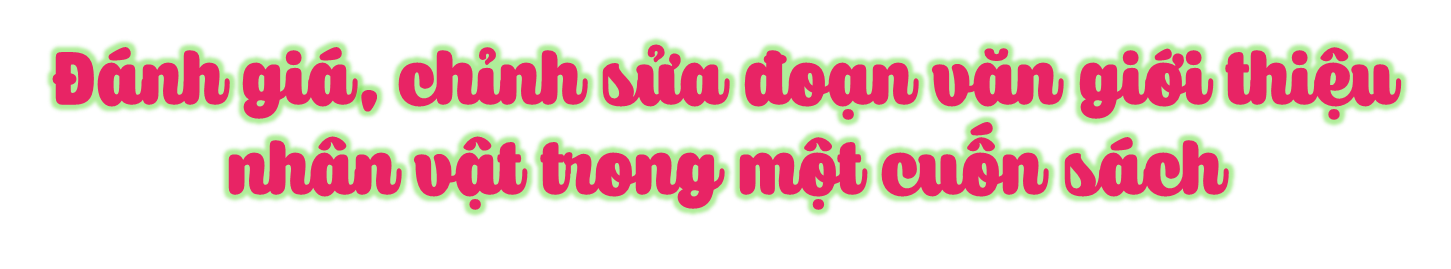 Đánh giá, chỉnh sửa đoạn văn giới thiệu
nhân vật trong một cuốn sách